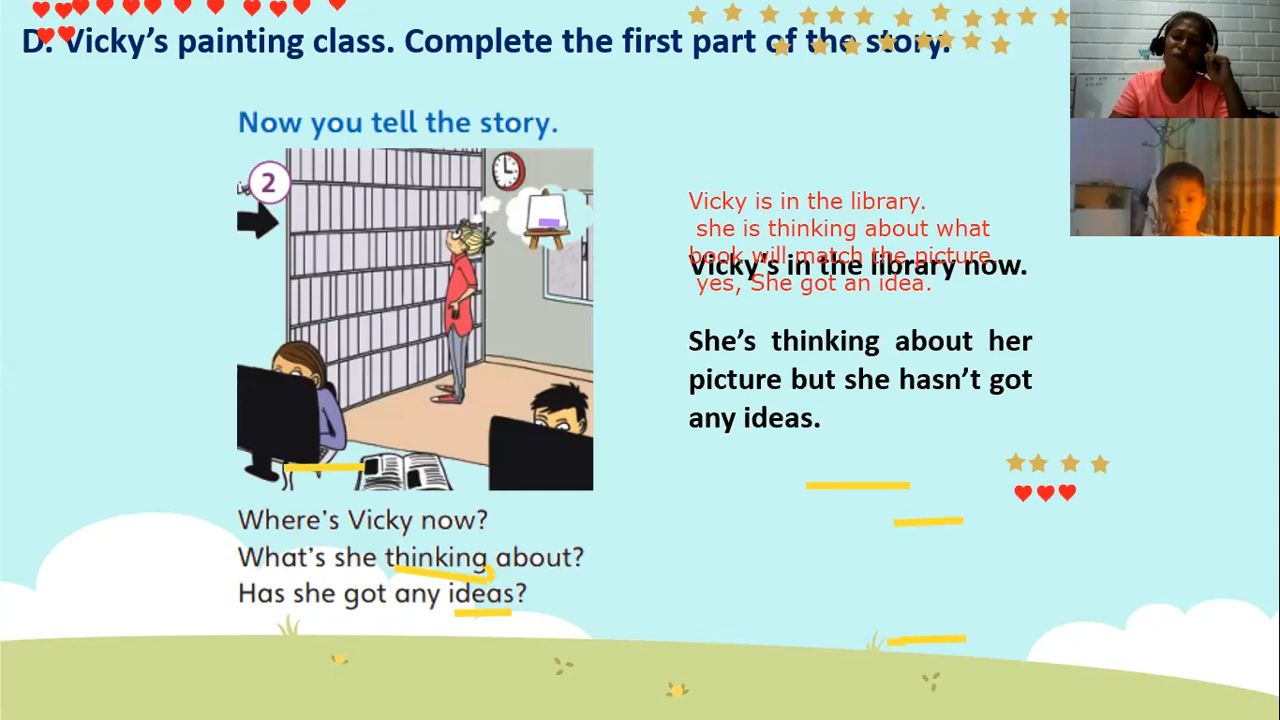 D. Vicky's painting class. Complete the first part of the story.
Now you tell the story.
2
Vicky is in the library.
she is thinking about what
book will match the picture.
Vicky's in the library now.
yes, She got an idea.
She's thinking about her
picture but she hasn't got
any ideas.
Where's Vicky now?
What's she thinking about?
Has she got any ideas?